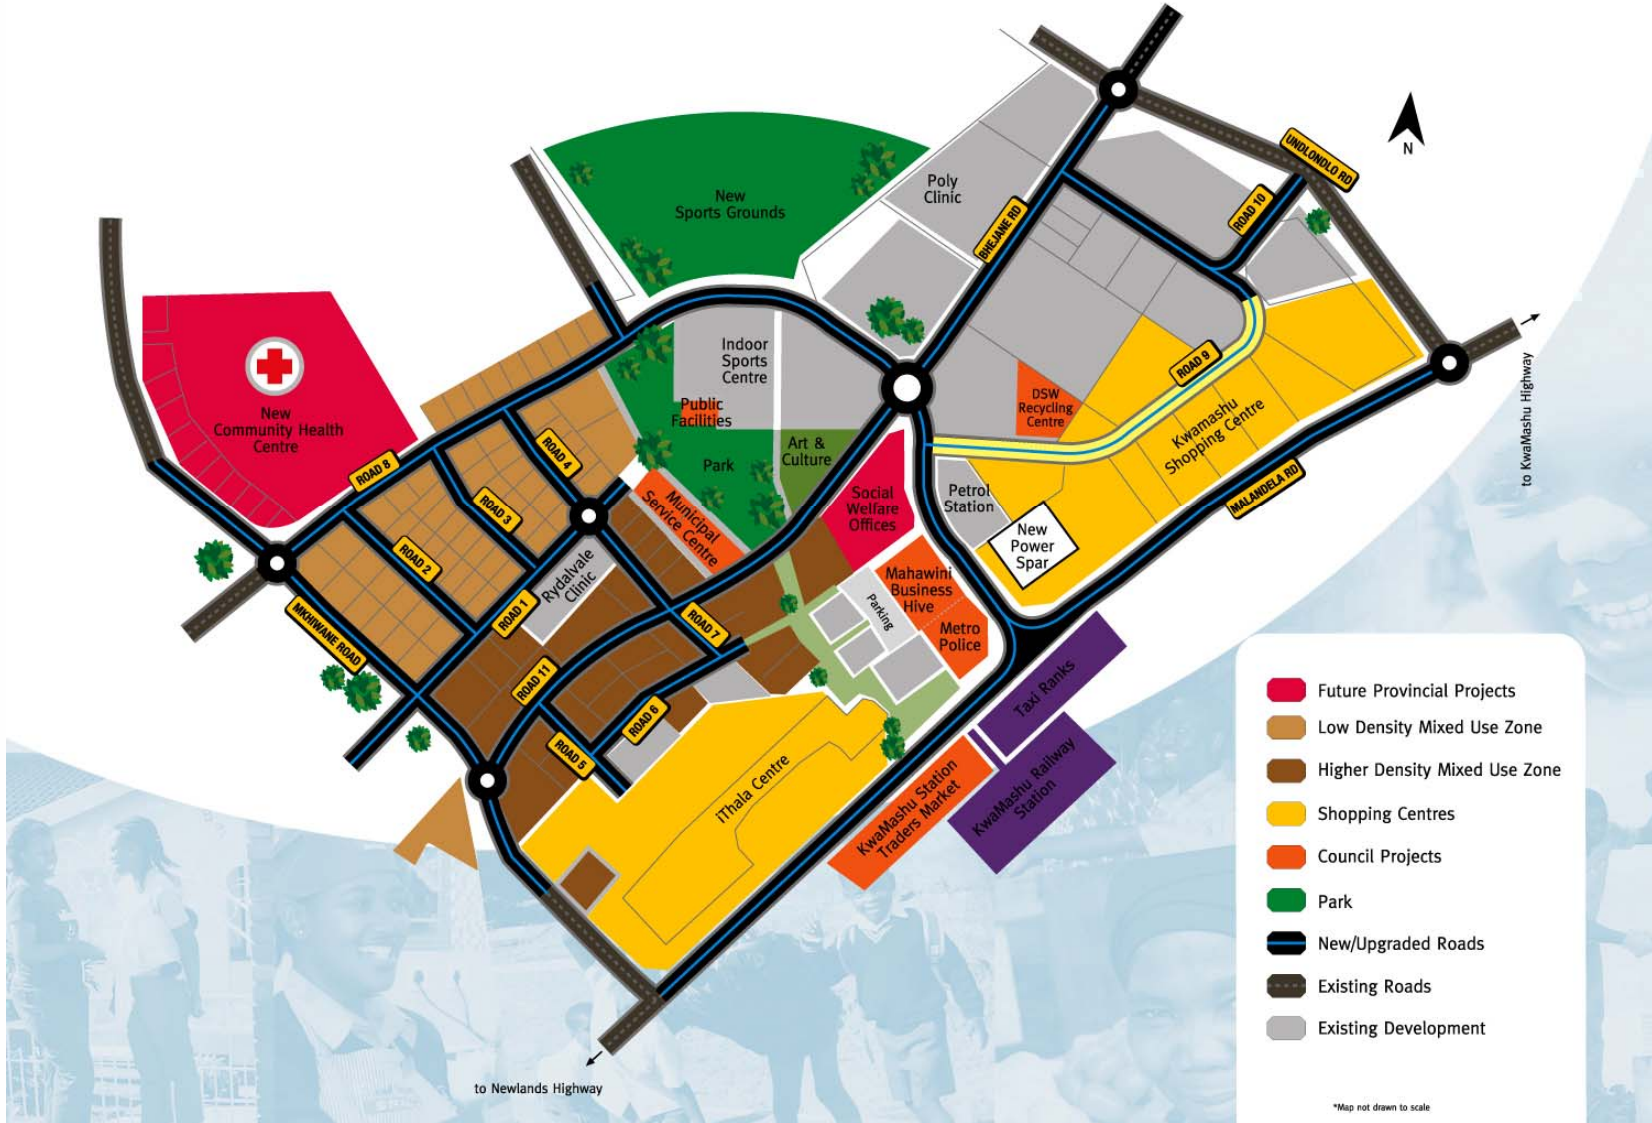 UNDLONDLO RD
N
Poly
Clinic
ROAD 10
BHEJANE RD
New
Sports Grounds
Indoor
Sports
Centre
ROAD 9
to KwaMashu Highway
DSW
Recycling
Centre
Public
Facilities
New
Community Health
Centre
Kwamashu
Shopping Centre
Art &
Culture
Park
ROAD 4
ROAD 8
MALANDELA RD
Petrol
Station
Social
Welfare
Offices
Municipal
Service Centre
ROAD 3
New
Power
Spar
ROAD 2
Rydalvale
Clinic
Mahawini
Business
Hive
Parking
ROAD 1
MKHIWANE ROAD
ROAD 7
Metro
Police
ROAD 11
Taxi Ranks
ROAD 6
ROAD 5
iThala Centre
KwaMashu Station
Traders Market
KwaMashu Railway
Station
to Newlands Highway
Future Provincial Projects
Low Density Mixed Use Zone
Higher Density Mixed Use Zone
Shopping Centres
Council Projects
Park
New/Upgraded Roads
Existing Roads
Existing Development
*Map not drawn to scale